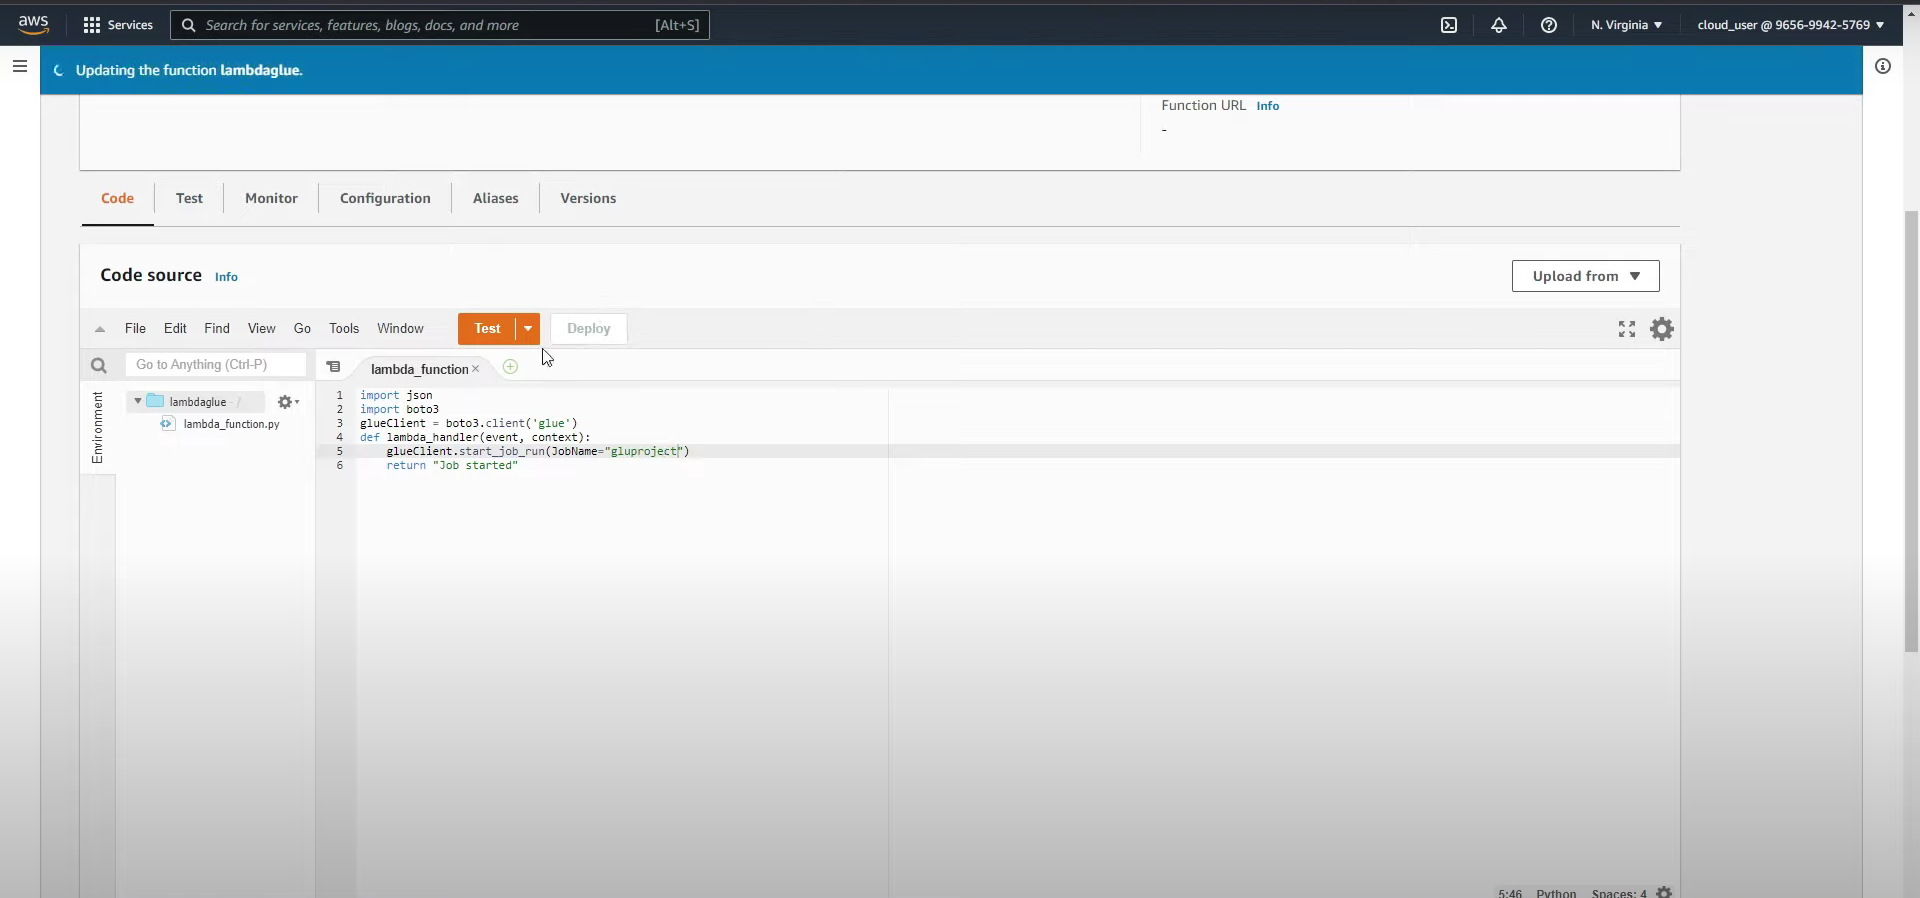 aws Services Search for services, features, blogs, docs, and more [Alt+S] N. Virginia cloud_user @ 9656-9942-5769
Updating the function lambdaglue.
Function URL Info
-
Code Test Monitor Configuration Aliases Versions
Code source Info Upload from
File Edit Find View Go Tools Window Test Deploy
Go to Anything (Ctrl-P) lambda_function
Environment
lambdaglue /
lambda_function.py
1 import json
2 import boto3
3 glueClient = boto3.client('glue')
4 def lambda_handler(event, context):
5 glueClient.start_job_run(JobName="gluproject")
6 return "Job started"
5:46 Python Spaces: 4